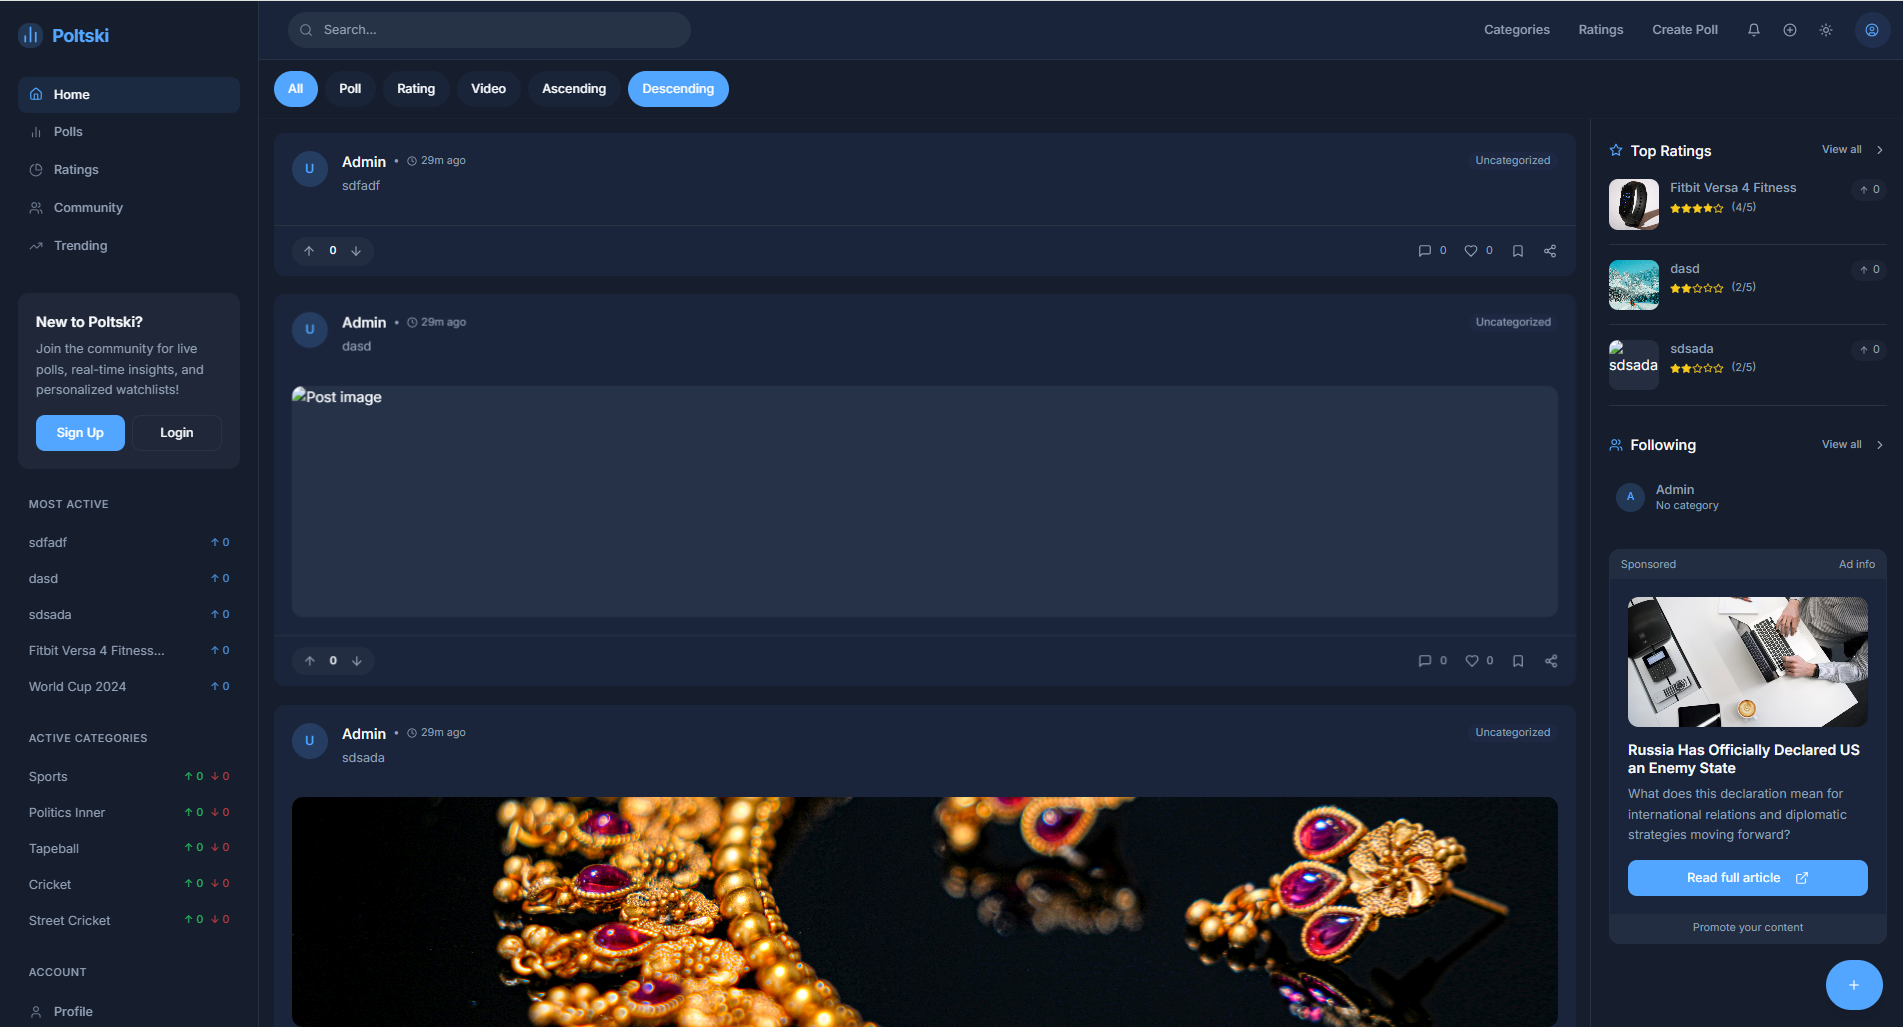 Poltski
Search...
Categories
Ratings
Create Poll
Home
Polls
Ratings
Community
Trending
New to Poltski?
Join the community for live
polls, real-time insights, and
personalized watchlists!
Sign Up
Login
MOST ACTIVE
sdfadf
↑ 0
dasd
↑ 0
sdsada
↑ 0
Fitbit Versa 4 Fitness...
↑ 0
World Cup 2024
↑ 0
ACTIVE CATEGORIES
Sports
↑ 0 ↓ 0
Politics Inner
↑ 0 ↓ 0
Tapeball
↑ 0 ↓ 0
Cricket
↑ 0 ↓ 0
Street Cricket
↑ 0 ↓ 0
ACCOUNT
Profile
All
Poll
Rating
Video
Ascending
Descending
U
Admin • 29m ago
Uncategorized
sdfadf
↑ 0 ↓
0
0
U
Admin • 29m ago
Uncategorized
dasd
Post image
↑ 0 ↓
0
0
U
Admin • 29m ago
Uncategorized
sdsada
Top Ratings
View all
Fitbit Versa 4 Fitness
↑ 0
(4/5)
dasd
↑ 0
(2/5)
sdsada
sdsada
↑ 0
(2/5)
Following
View all
A
Admin
No category
Sponsored
Ad info
Russia Has Officially Declared US
an Enemy State
What does this declaration mean for
international relations and diplomatic
strategies moving forward?
Read full article
Promote your content
+